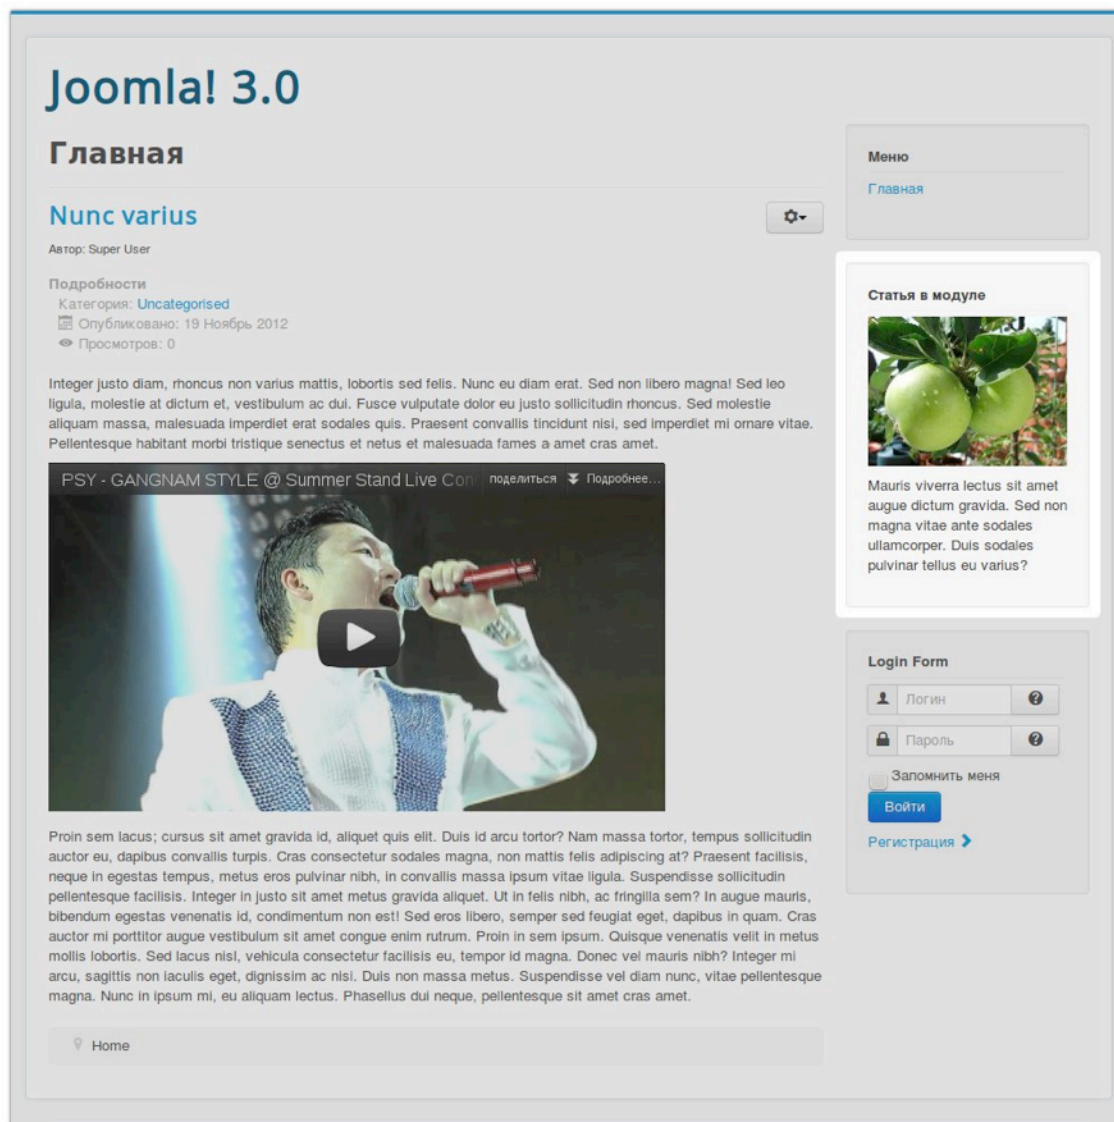 Joomla! 3.0
Главная
Nunc varius
Автор: Super User
Подробности
Категория: Uncategorised
Опубликовано: 19 Ноябрь 2012
Просмотров: 0
Integer justo diam, rhoncus non varius mattis, lobortis sed felis. Nunc eu diam erat. Sed non libero magna! Sed leo
ligula, molestie at dictum et, vestibulum ac dui. Fusce vulputate dolor eu justo sollicitudin rhoncus. Sed molestie
aliquam massa, malesuada imperdiet erat sodales quis. Praesent convallis tincidunt nisi, sed imperdiet mi ornare vitae.
Pellentesque habitant morbi tristique senectus et netus et malesuada fames a amet cras amet.
PSY - GANGNAM STYLE @ Summer Stand Live Con поделиться Подробнее...
Proin sem lacus; cursus sit amet gravida id, aliquet quis elit. Duis id arcu tortor? Nam massa tortor, tempus sollicitudin
auctor eu, dapibus convallis turpis. Cras consectetur sodales magna, non mattis felis adipiscing at? Praesent facilisis,
neque in egestas tempus, metus eros pulvinar nibh, in convallis massa ipsum vitae ligula. Suspendisse sollicitudin
pellentesque facilisis. Integer in justo sit amet metus gravida aliquet. Ut in felis nibh, ac fringilla sem? In augue mauris,
bibendum egestas venenatis id, condimentum non est! Sed eros libero, semper sed feugiat eget, dapibus in quam. Cras
auctor mi porttitor augue vestibulum sit amet congue enim rutrum. Proin in sem ipsum. Quisque venenatis velit in metus
mollis lobortis. Sed lacus nisl, vehicula consectetur facilisis eu, tempor id magna. Donec vel mauris nibh? Integer mi
arcu, sagittis non iaculis eget, dignissim ac nisi. Duis non massa metus. Suspendisse vel diam nunc, vitae pellentesque
magna. Nunc in ipsum mi, eu aliquam lectus. Phasellus dui neque, pellentesque sit amet cras amet.
Home
Меню
Главная
Статья в модуле
Mauris viverra lectus sit amet
augue dictum gravida. Sed non
magna vitae ante sodales
ullamcorper. Duis sodales
pulvinar tellus eu varius?
Login Form
Логин
Пароль
Запомнить меня
Войти
Регистрация